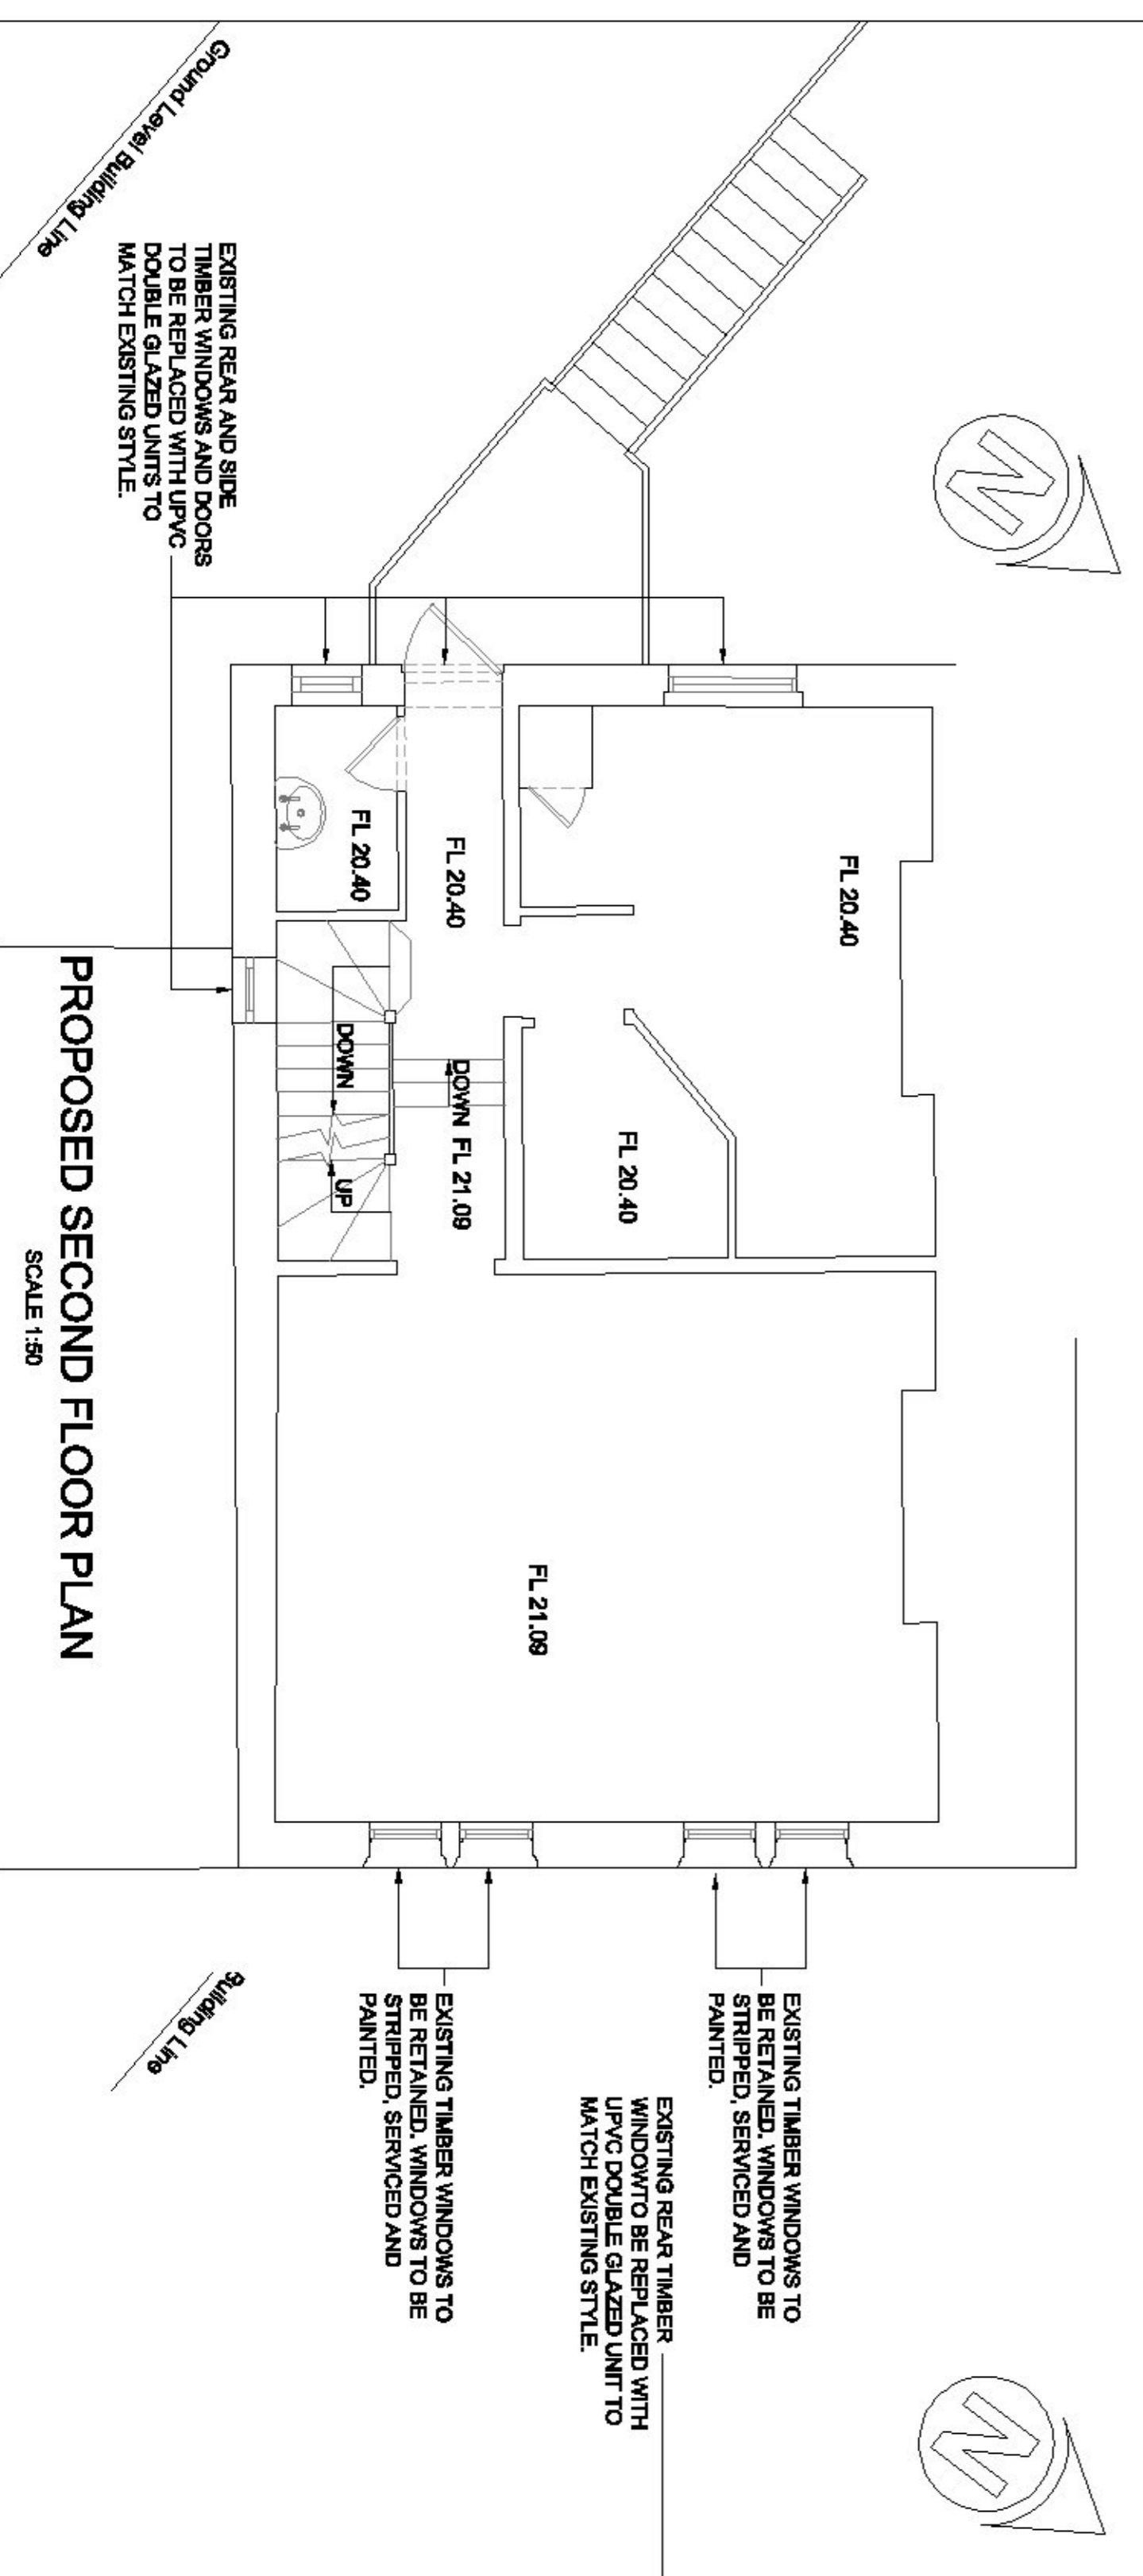 Ground Level Building Line
EXISTING REAR AND SIDE
TIMBER WINDOWS AND DOORS
TO BE REPLACED WITH UPVC
DOUBLE GLAZED UNITS TO
MATCH EXISTING STYLE.
N
FL 20.40
FL 20.40
FL 20.40
FL 20.40
DOWN FL 21.09
DOWN
UP
FL 21.09
EXISTING TIMBER WINDOWS TO
BE RETAINED. WINDOWS TO BE
STRIPPED, SERVICED AND
PAINTED.
EXISTING REAR TIMBER
WINDOWTO BE REPLACED WITH
UPVC DOUBLE GLAZED UNIT TO
MATCH EXISTING STYLE.
EXISTING TIMBER WINDOWS TO
BE RETAINED. WINDOWS TO BE
STRIPPED, SERVICED AND
PAINTED.
Building Line
N
PROPOSED SECOND FLOOR PLAN
SCALE 1:50